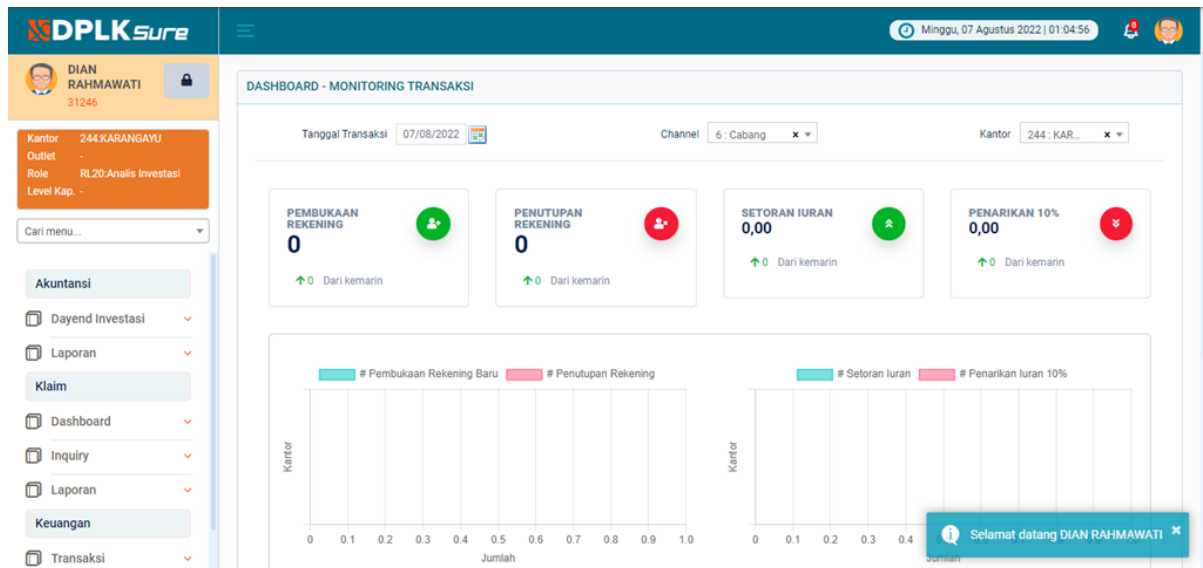 DPLKSure
Minggu, 07 Agustus 2022 | 01:04:56
DIAN
RAHMAWATI
31246
Kantor 244:KARANGAYU
Outlet -
Role RL20:Analis Investasi
Level Kap. -
Cari menu...
Akuntansi
Dayend Investasi
Laporan
Klaim
Dashboard
Inquiry
Laporan
Keuangan
Transaksi
DASHBOARD - MONITORING TRANSAKSI
Tanggal Transaksi 07/08/2022 Channel 6 : Cabang x Kantor 244 : KAR... x
PEMBUKAAN
REKENING
0
0 Dari kemarin
PENUTUPAN
REKENING
0
0 Dari kemarin
SETORAN IURAN
0,00
0 Dari kemarin
PENARIKAN 10%
0,00
0 Dari kemarin
# Pembukaan Rekening Baru # Penutupan Rekening
Kantor
0 0.1 0.2 0.3 0.4 0.5 0.6 0.7 0.8 0.9 1.0
Jumlah
# Setoran Iuran # Penarikan Iuran 10%
Kantor
0 0.1 0.2 0.3 0.4
Jumlah
Selamat datang DIAN RAHMAWATI ×